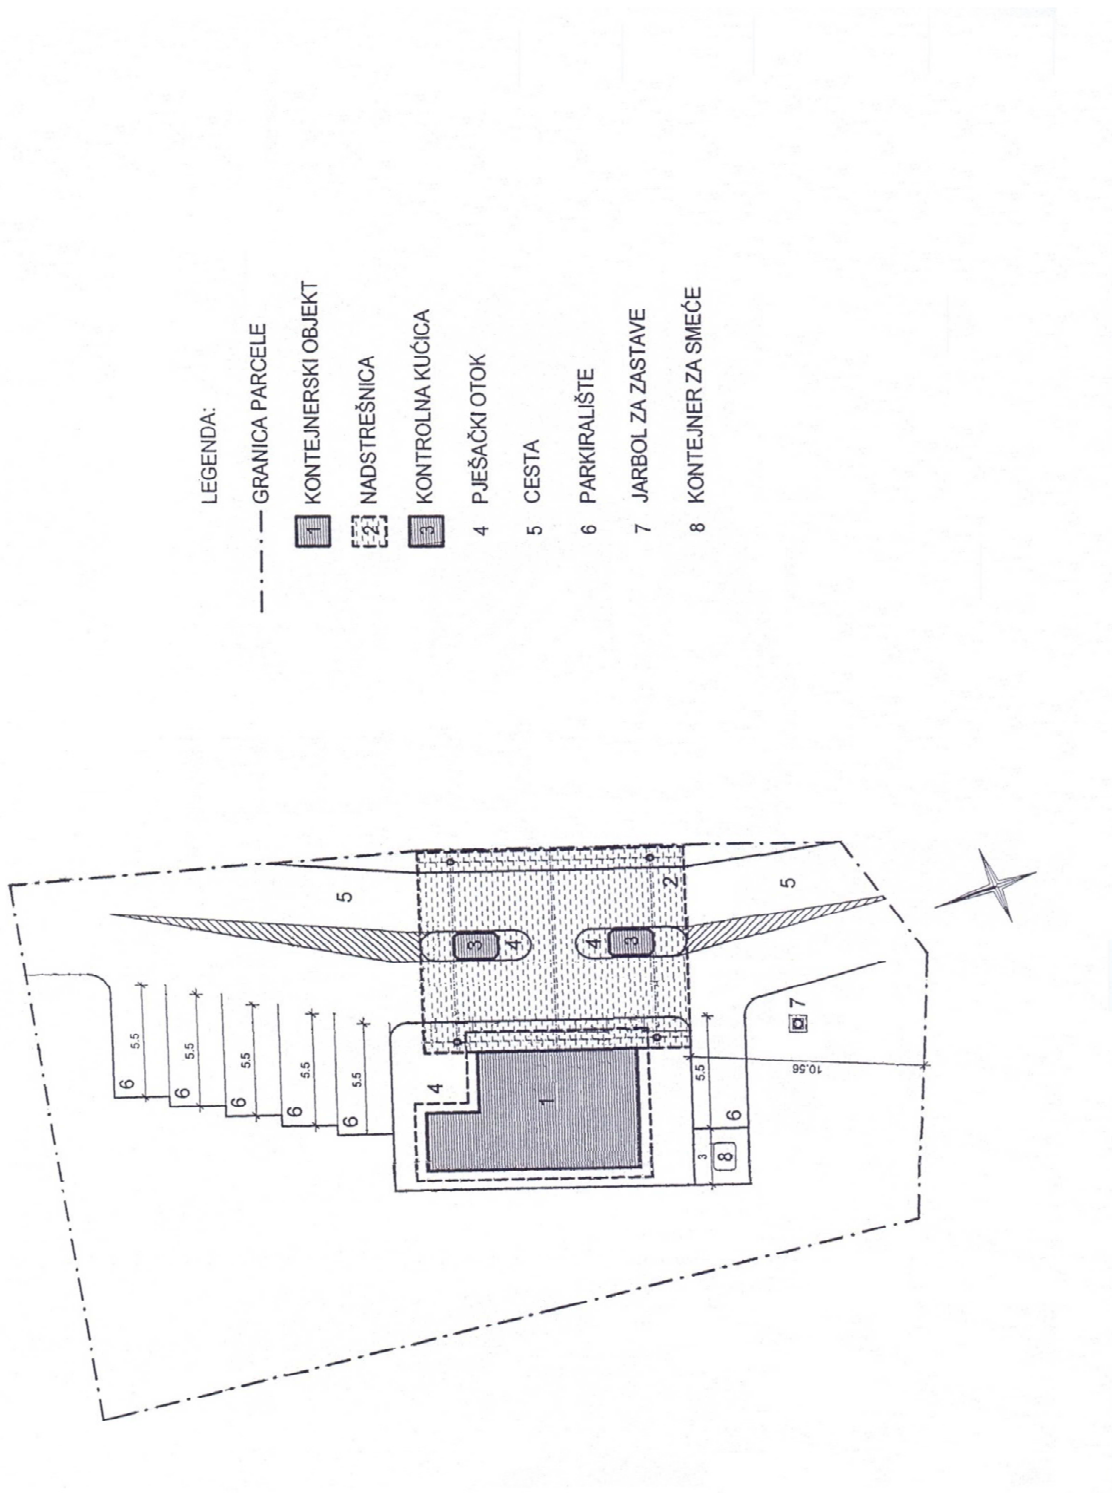 LEGENDA:
GRANICA PARCELE
1 KONTEJNERSKI OBJEKT
2 NADSTREŠNICA
3 KONTROLNA KUĆICA
4 PJEŠAČKI OTOK
5 CESTA
6 PARKIRALIŠTE
7 JARBOL ZA ZASTAVE
8 KONTEJNER ZA SMEĆE
6
5.5
6
5.5
6
5.5
6
5.5
6
5.5
5
4
3
4
4
3
1
2
5
5.5
6
3
8
7
10.56